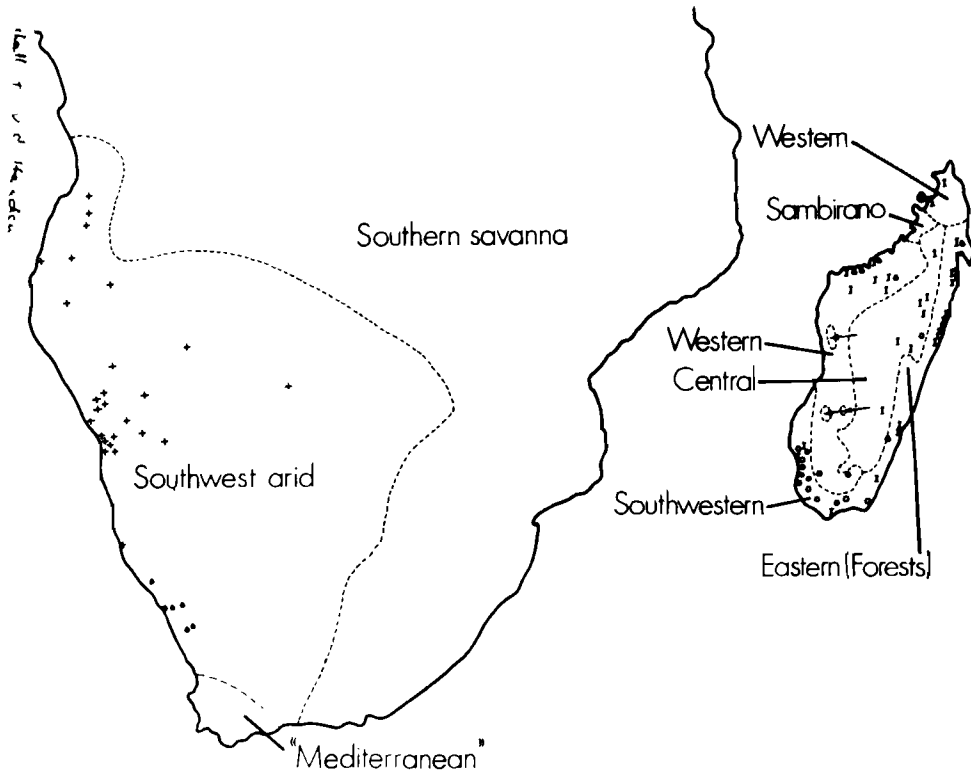 Western
Sambirano
Southern savanna
Western
Central
Southwest arid
Southwestern
Eastern (Forests)
"Mediterranean"